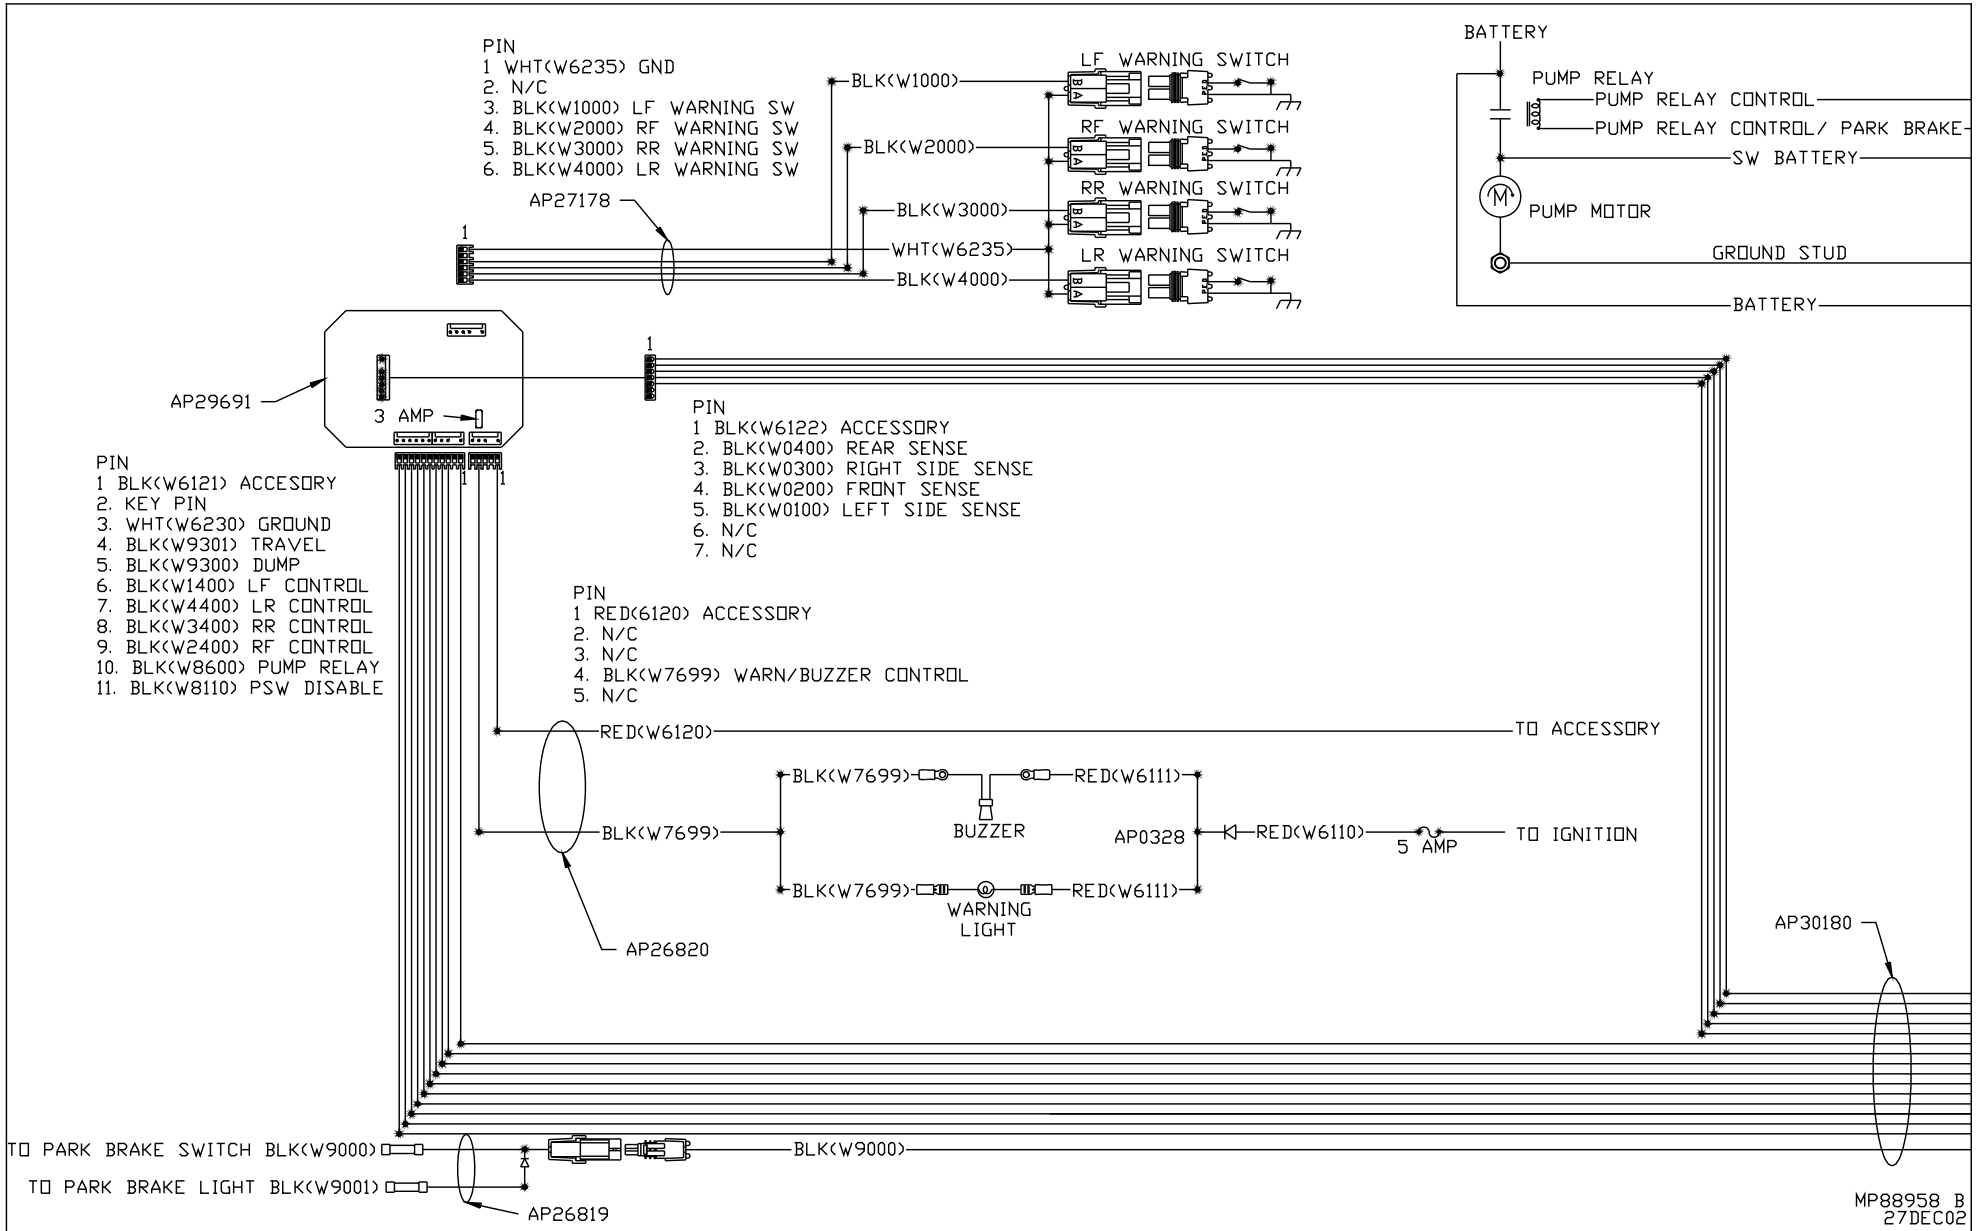 PIN
1 WHT(W6235) GND
2. N/C
3. BLK(W1000) LF WARNING SW
4. BLK(W2000) RF WARNING SW
5. BLK(W3000) RR WARNING SW
6. BLK(W4000) LR WARNING SW
AP27178
1
BLK(W1000)
BLK(W2000)
BLK(W3000)
WHT(W6235)
BLK(W4000)
LF WARNING SWITCH
B
A
RF WARNING SWITCH
B
A
RR WARNING SWITCH
B
A
LR WARNING SWITCH
B
A
BATTERY
PUMP RELAY
PUMP RELAY CONTROL
PUMP RELAY CONTROL/ PARK BRAKE
SW BATTERY
M
PUMP MOTOR
GROUND STUD
BATTERY
AP29691
3 AMP
1
PIN
1 BLK(W6122) ACCESSORY
2. BLK(W0400) REAR SENSE
3. BLK(W0300) RIGHT SIDE SENSE
4. BLK(W0200) FRONT SENSE
5. BLK(W0100) LEFT SIDE SENSE
6. N/C
7. N/C
1
1
PIN
1 BLK(W6121) ACCESORY
2. KEY PIN
3. WHT(W6230) GROUND
4. BLK(W9301) TRAVEL
5. BLK(W9300) DUMP
6. BLK(W1400) LF CONTROL
7. BLK(W4400) LR CONTROL
8. BLK(W3400) RR CONTROL
9. BLK(W2400) RF CONTROL
10. BLK(W8600) PUMP RELAY
11. BLK(W8110) PSW DISABLE
PIN
1 RED(6120) ACCESSORY
2. N/C
3. N/C
4. BLK(W7699) WARN/BUZZER CONTROL
5. N/C
RED(W6120)
TO ACCESSORY
BLK(W7699)
RED(W6111)
BUZZER
BLK(W7699)
AP0328
RED(W6110)
5 AMP
TO IGNITION
BLK(W7699)
RED(W6111)
WARNING
LIGHT
AP26820
AP30180
TO PARK BRAKE SWITCH BLK(W9000)
BLK(W9000)
TO PARK BRAKE LIGHT BLK(W9001)
AP26819
MP88958 B
27DEC02